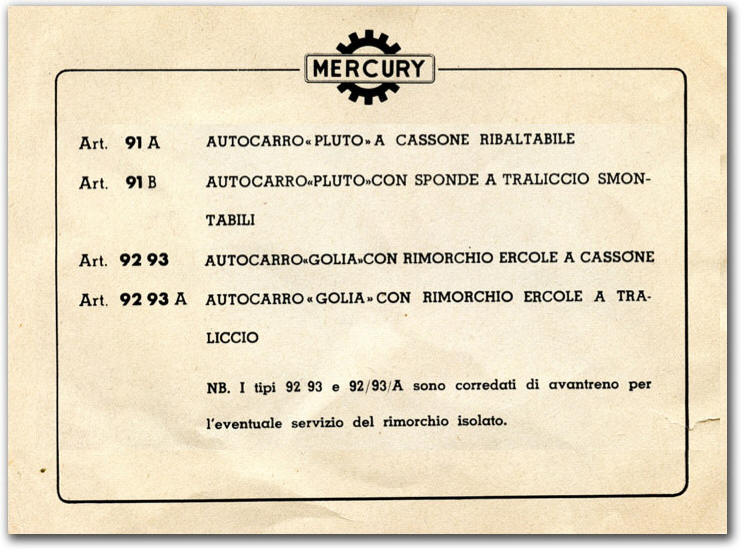 MERCURY
Art. 91 A AUTOCARRO «PLUTO» A CASSONE RIBALTABILE
Art. 91 B AUTOCARRO «PLUTO» CON SPONDE A TRALICCIO SMON-
TABILI
Art. 92 93 AUTOCARRO «GOLIA» CON RIMORCHIO ERCOLE A CASSONE
Art. 92 93 A AUTOCARRO «GOLIA» CON RIMORCHIO ERCOLE A TRA-
LICCIO
NB. I tipi 92 93 e 92/93/A sono corredati di avantreno per
l'eventuale servizio del rimorchio isolato.